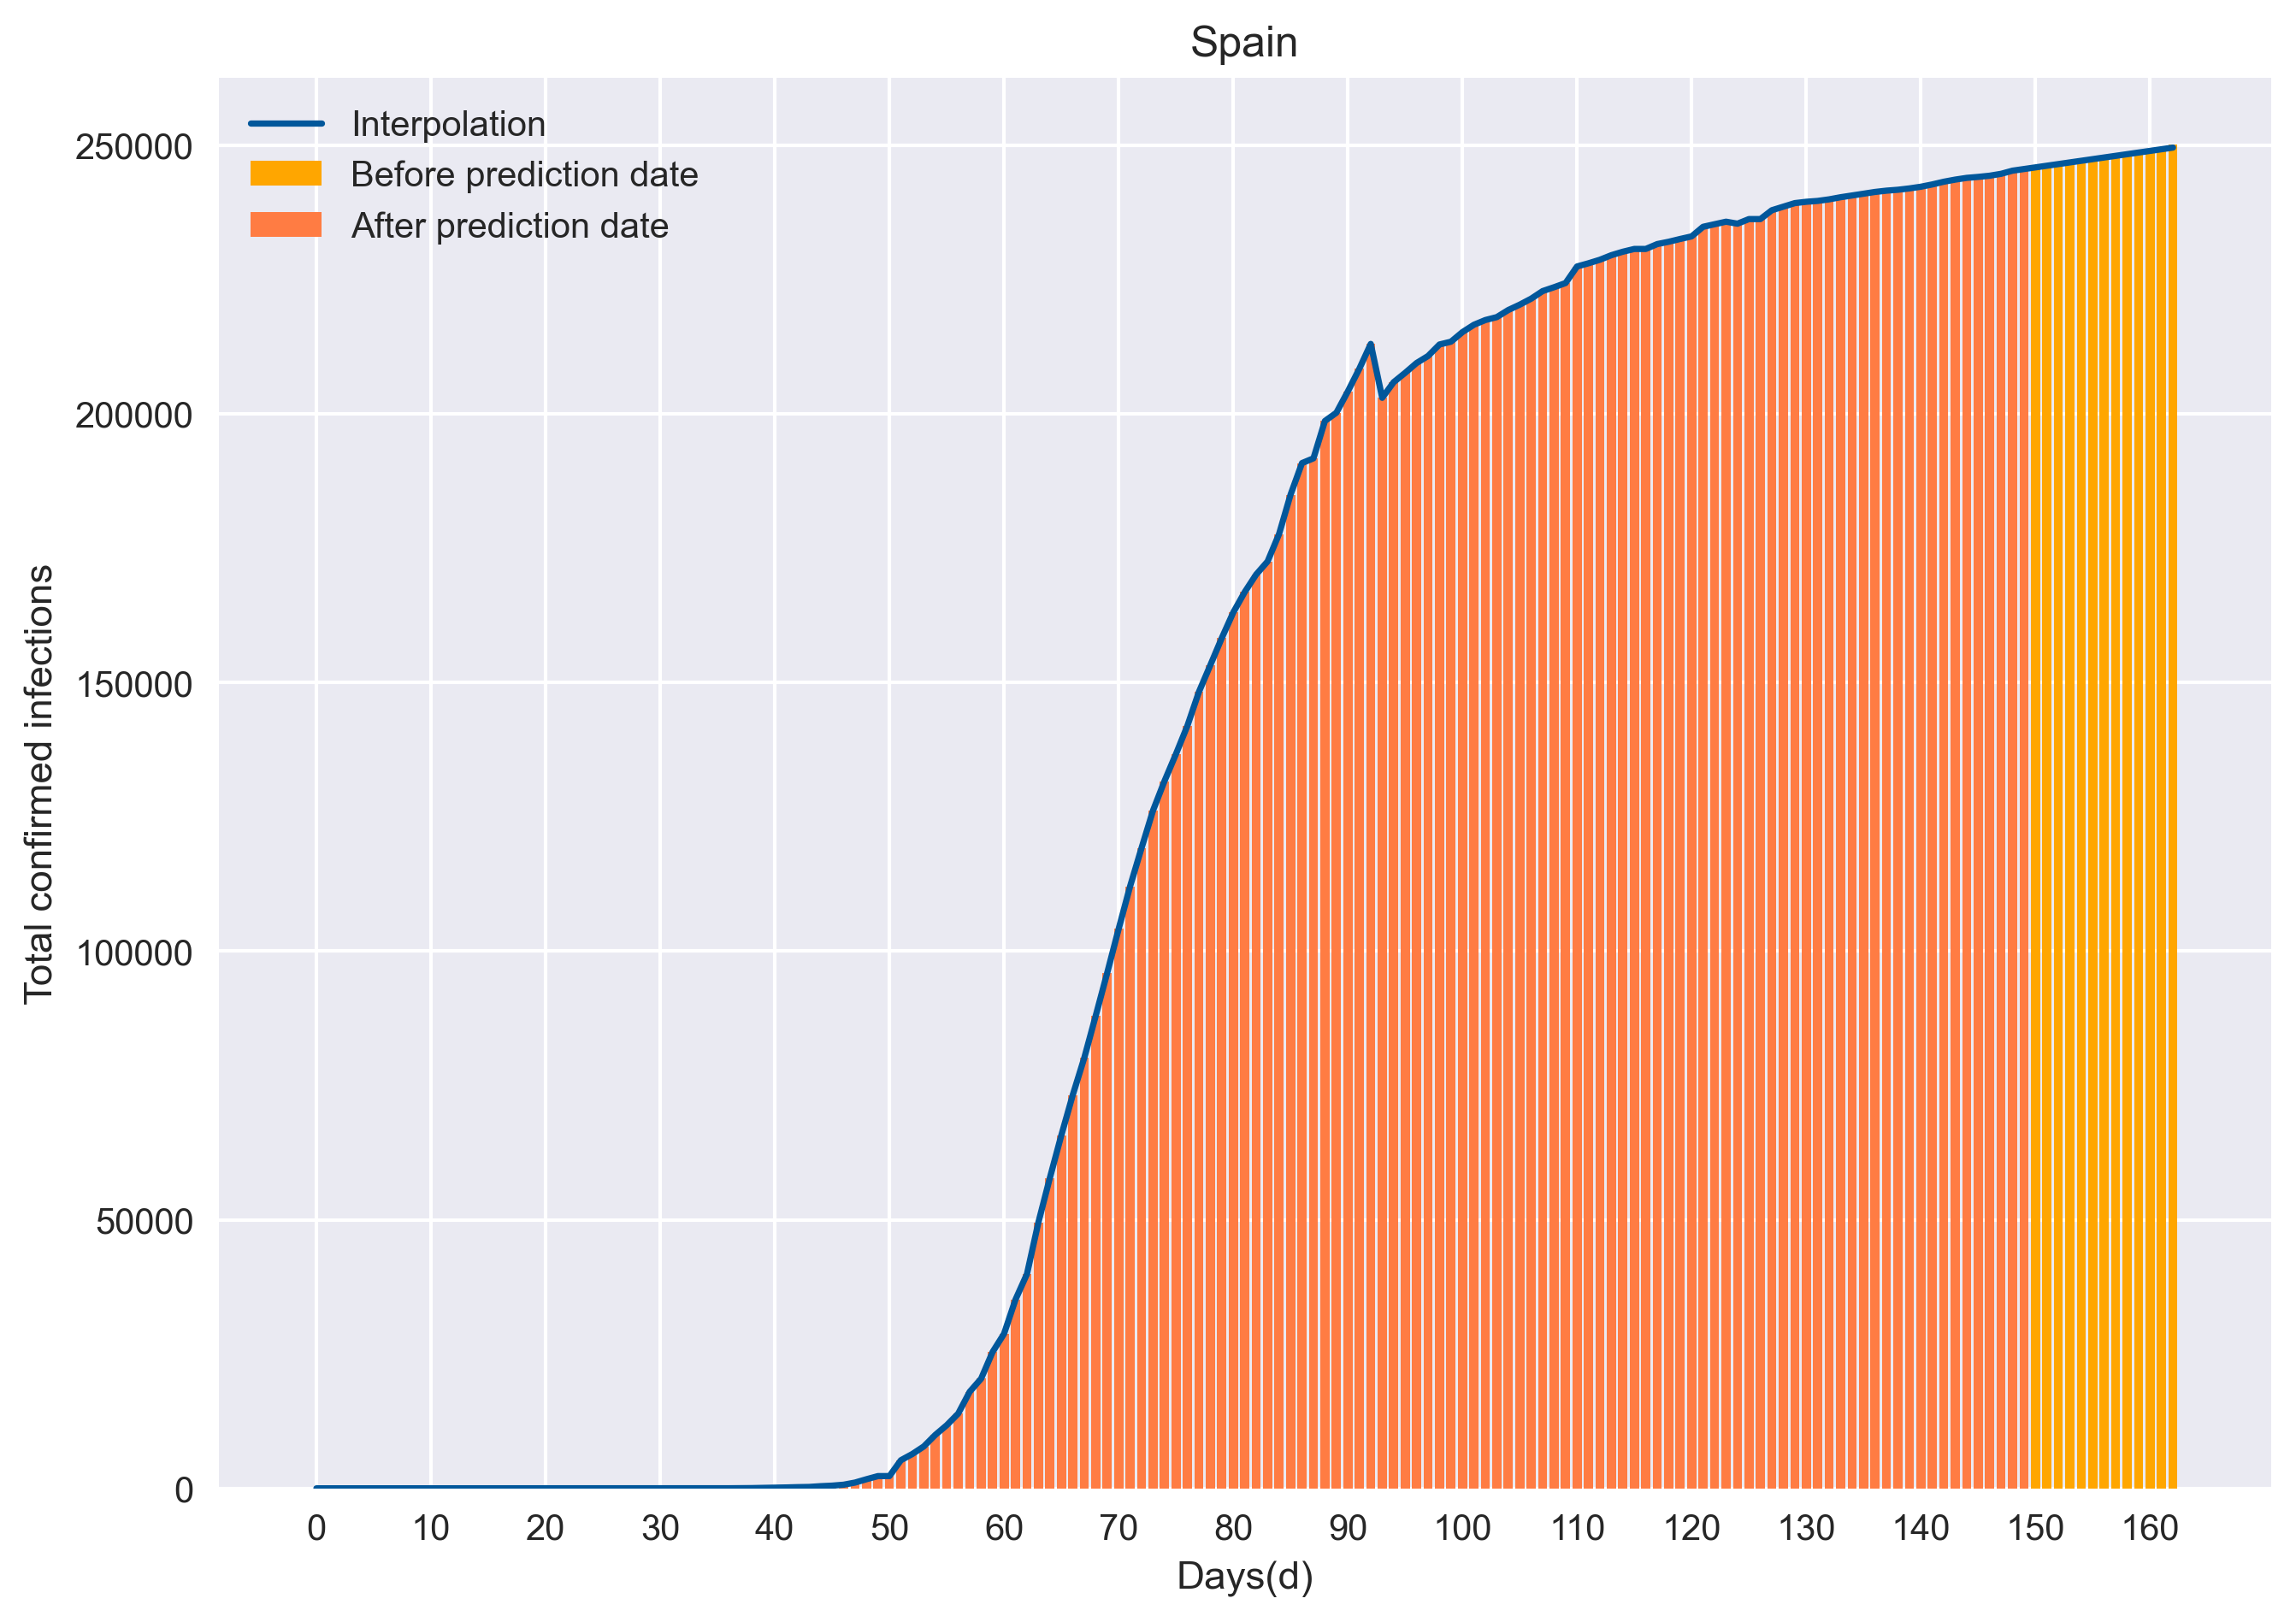 Spain
Interpolation
Before prediction date
After prediction date
Total confirmed infections
250000
200000
150000
100000
50000
0
0 10 20 30 40 50 60 70 80 90 100 110 120 130 140 150 160
Days(d)